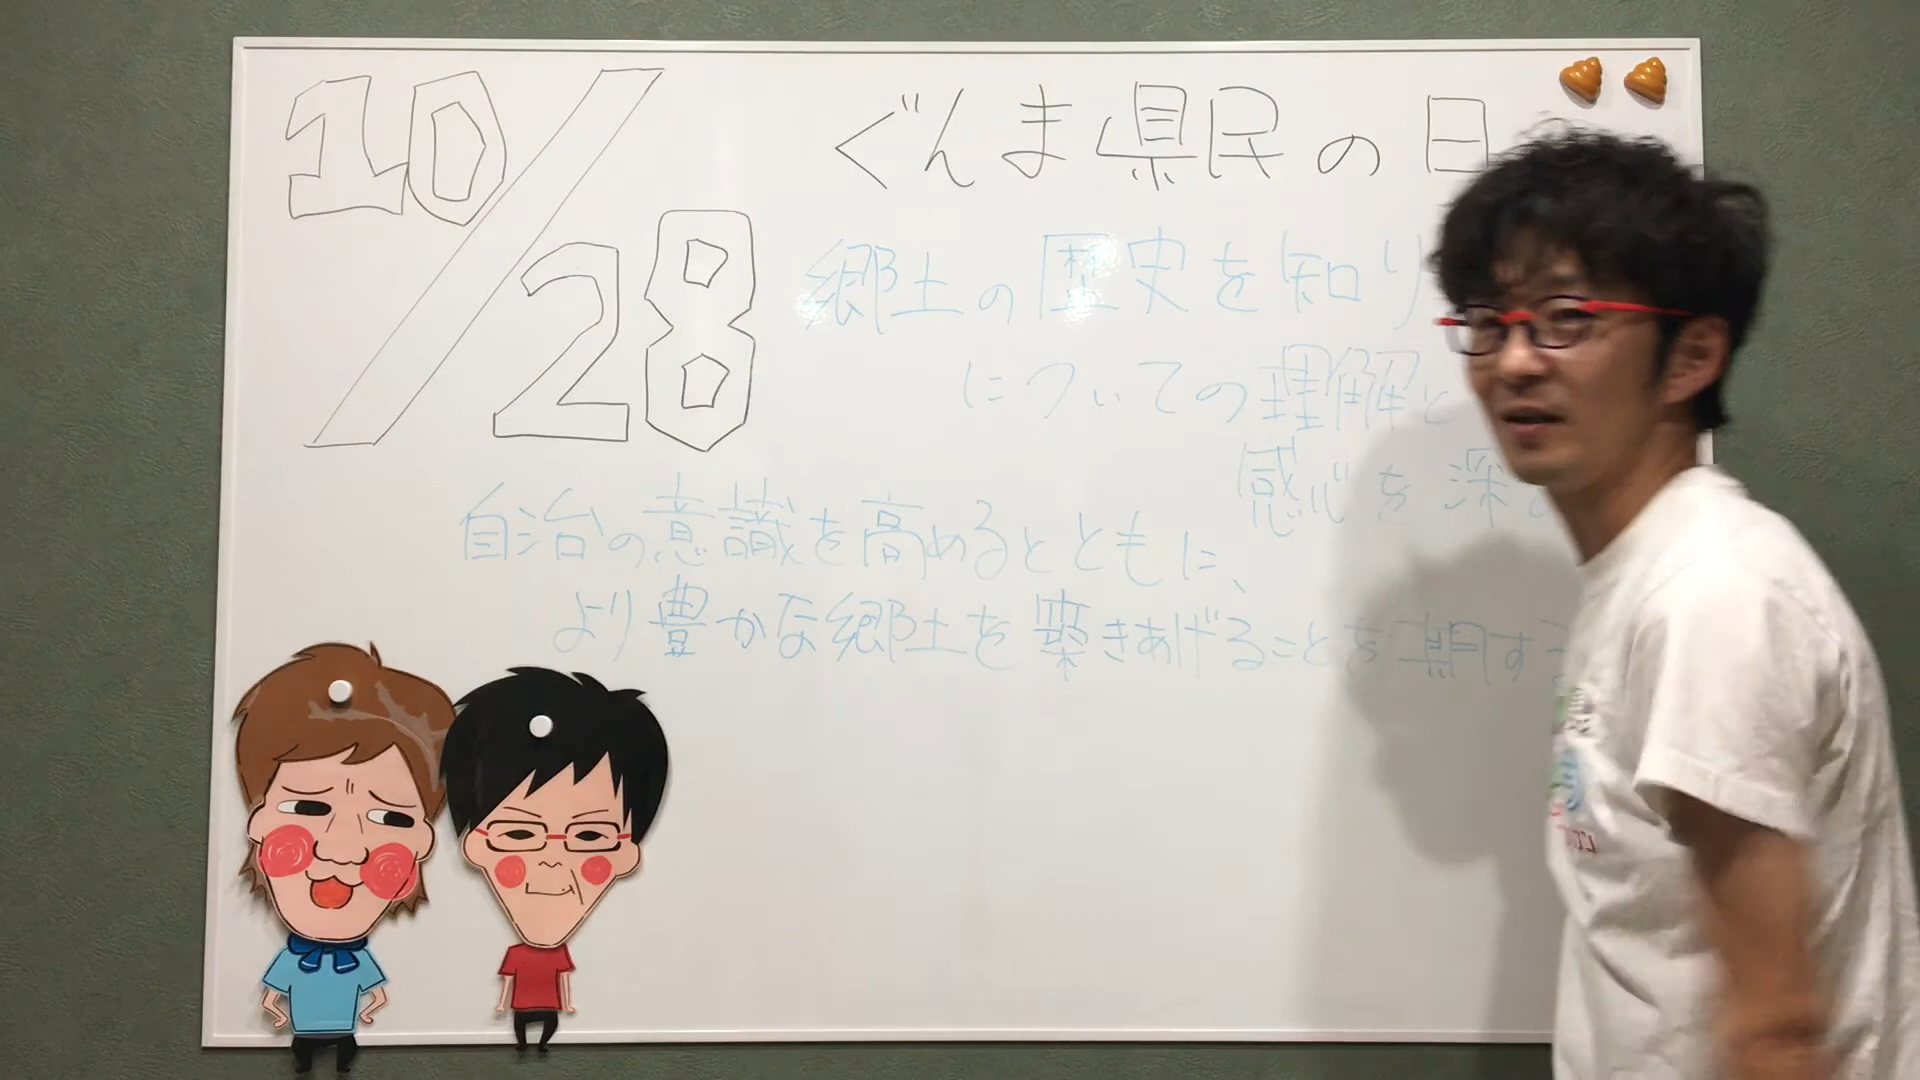 10/28
ぐんま県民の日
郷土の歴史を知り
についての理解と
感心を深
自治の意識を高めるとともに、
より豊かな郷土を築きあげることを期する